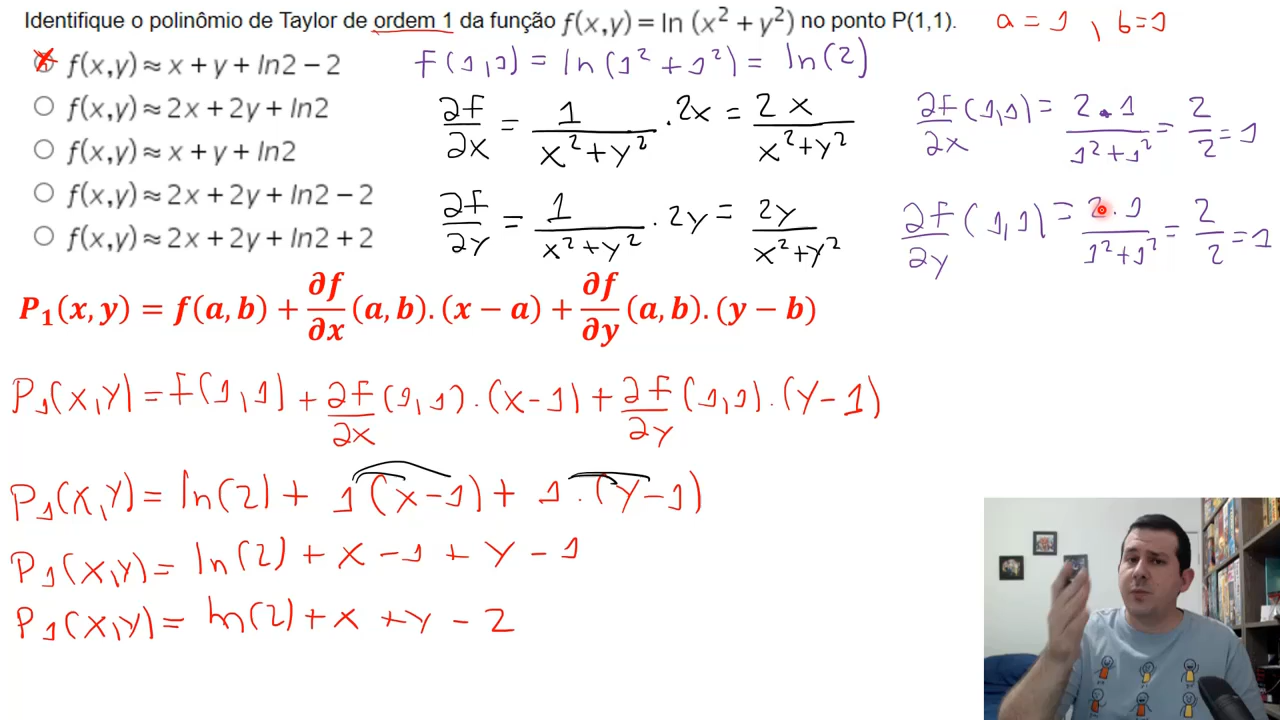 Identifique o polinômio de Taylor de ordem 1 da função f(x,y) = ln (x² + y²) no ponto P(1,1). a = 1 , b = 1
f(x,y) ≈ x + y + ln2 − 2
f(1,1) = ln(1² + 1²) = ln(2)
f(x,y) ≈ 2x + 2y + ln2
∂f/∂x = 1/(x² + y²) . 2x = 2x/(x² + y²)
∂f/∂x (1,1) = 2 . 1/(1² + 1²) = 2/2 = 1
f(x,y) ≈ x + y + ln2
f(x,y) ≈ 2x + 2y + ln2 − 2
∂f/∂y = 1/(x² + y²) . 2y = 2y/(x² + y²)
∂f/∂y (1,1) = 2 . 1/(1² + 1²) = 2/2 = 1
f(x,y) ≈ 2x + 2y + ln2 + 2
P₁(x, y) = f(a, b) + ∂f/∂x (a, b). (x − a) + ∂f/∂y (a, b). (y − b)
P₁(x,y) = f(1,1) + ∂f/∂x (1,1) . (x − 1) + ∂f/∂y (1,1) . (y − 1)
P₁(x,y) = ln(2) + 1(x − 1) + 1 . (y − 1)
P₁(x,y) = ln(2) + x − 1 + y − 1
P₁(x,y) = ln(2) + x + y − 2